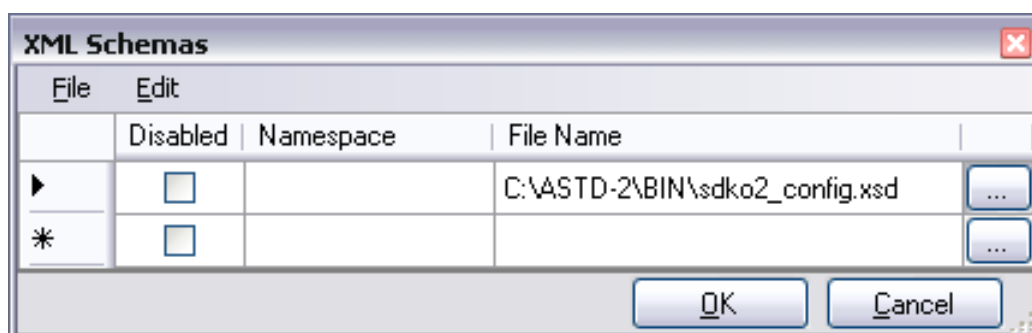 XML Schemas
File Edit
Disabled Namespace File Name
C:\ASTD-2\BIN\sdko2_config.xsd ...
...
OK Cancel